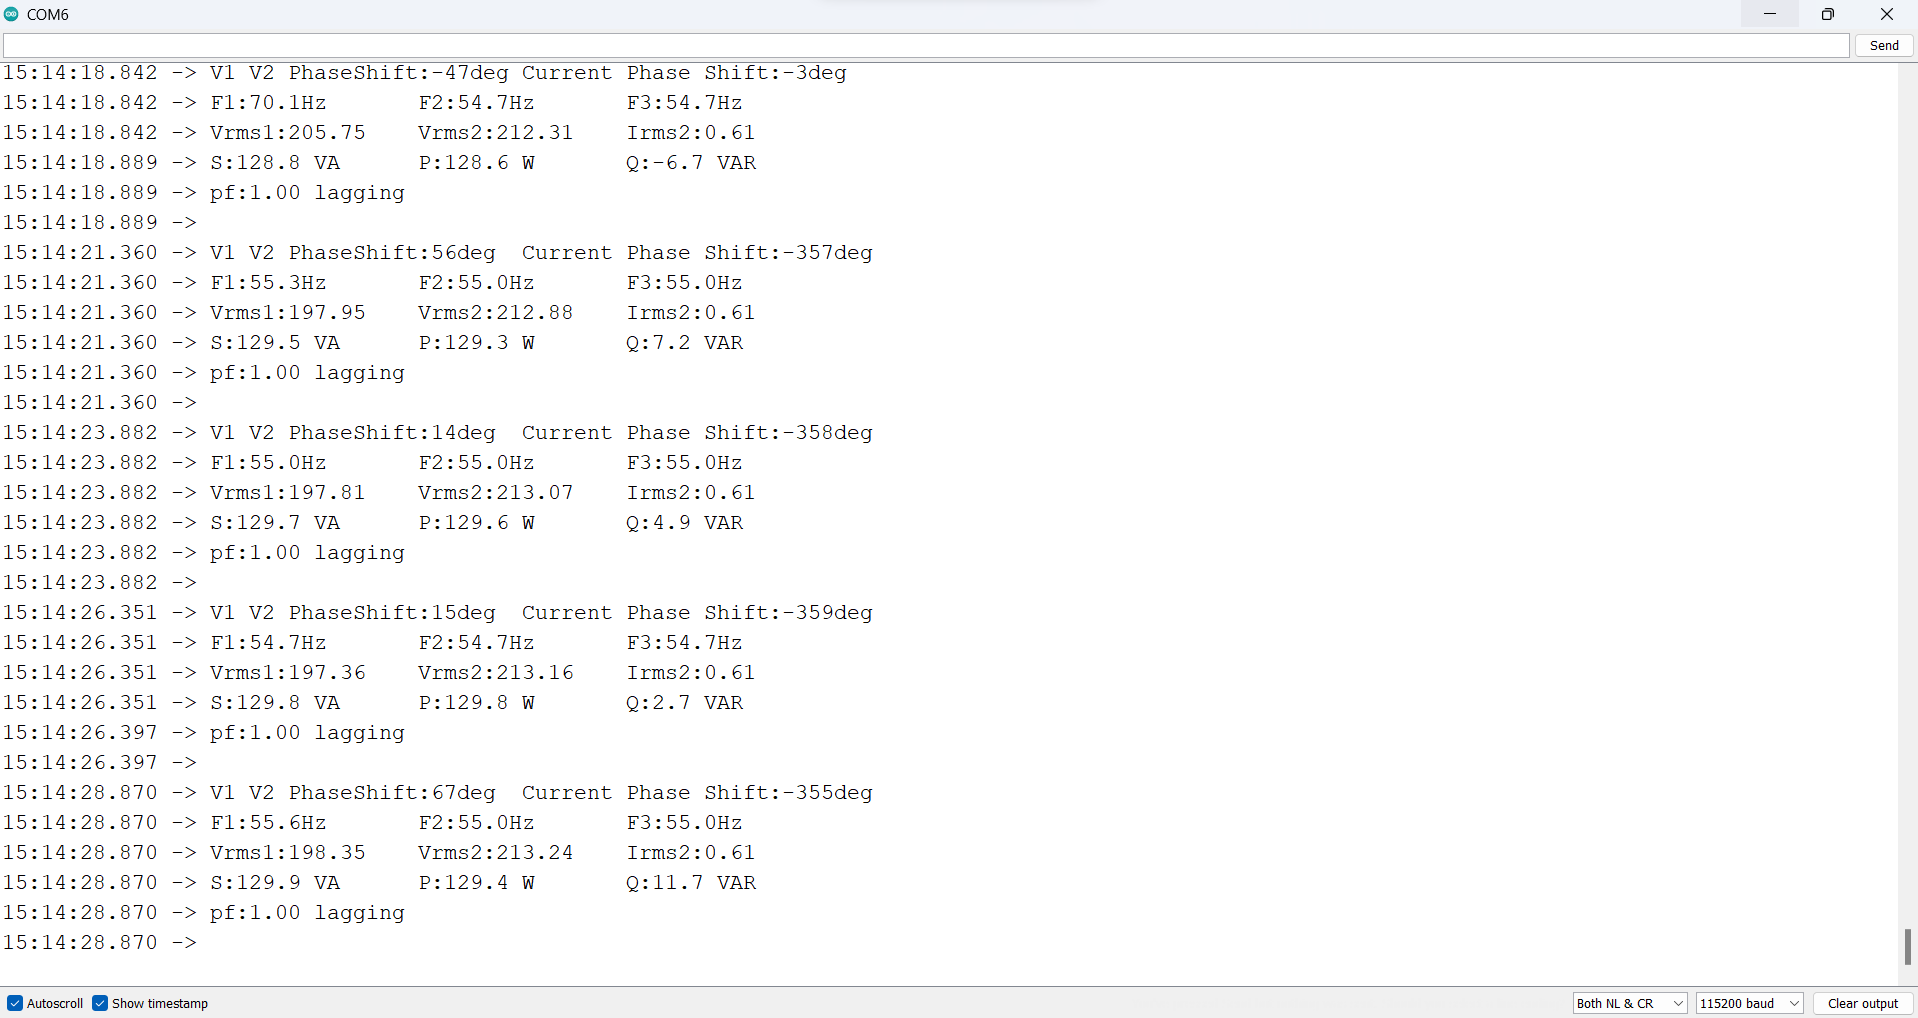 COM6
Send
15:14:18.842 -> V1 V2 PhaseShift:-47deg Current Phase Shift:-3deg
15:14:18.842 -> F1:70.1Hz F2:54.7Hz F3:54.7Hz
15:14:18.842 -> Vrms1:205.75 Vrms2:212.31 Irms2:0.61
15:14:18.889 -> S:128.8 VA P:128.6 W Q:-6.7 VAR
15:14:18.889 -> pf:1.00 lagging
15:14:18.889 ->
15:14:21.360 -> V1 V2 PhaseShift:56deg Current Phase Shift:-357deg
15:14:21.360 -> F1:55.3Hz F2:55.0Hz F3:55.0Hz
15:14:21.360 -> Vrms1:197.95 Vrms2:212.88 Irms2:0.61
15:14:21.360 -> S:129.5 VA P:129.3 W Q:7.2 VAR
15:14:21.360 -> pf:1.00 lagging
15:14:21.360 ->
15:14:23.882 -> V1 V2 PhaseShift:14deg Current Phase Shift:-358deg
15:14:23.882 -> F1:55.0Hz F2:55.0Hz F3:55.0Hz
15:14:23.882 -> Vrms1:197.81 Vrms2:213.07 Irms2:0.61
15:14:23.882 -> S:129.7 VA P:129.6 W Q:4.9 VAR
15:14:23.882 -> pf:1.00 lagging
15:14:23.882 ->
15:14:26.351 -> V1 V2 PhaseShift:15deg Current Phase Shift:-359deg
15:14:26.351 -> F1:54.7Hz F2:54.7Hz F3:54.7Hz
15:14:26.351 -> Vrms1:197.36 Vrms2:213.16 Irms2:0.61
15:14:26.351 -> S:129.8 VA P:129.8 W Q:2.7 VAR
15:14:26.397 -> pf:1.00 lagging
15:14:26.397 ->
15:14:28.870 -> V1 V2 PhaseShift:67deg Current Phase Shift:-355deg
15:14:28.870 -> F1:55.6Hz F2:55.0Hz F3:55.0Hz
15:14:28.870 -> Vrms1:198.35 Vrms2:213.24 Irms2:0.61
15:14:28.870 -> S:129.9 VA P:129.4 W Q:11.7 VAR
15:14:28.870 -> pf:1.00 lagging
15:14:28.870 ->
Autoscroll Show timestamp Both NL & CR 115200 baud Clear output